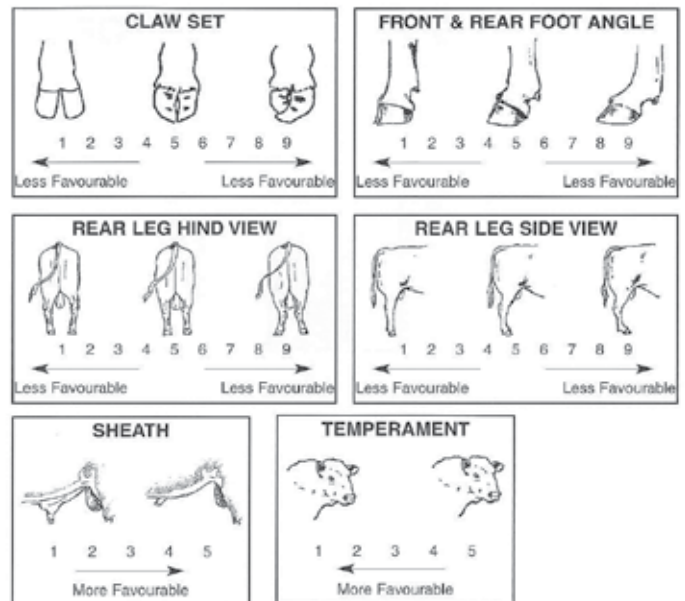 CLAW SET
1 2 3 4 5 6 7 8 9
Less Favourable Less Favourable
FRONT & REAR FOOT ANGLE
1 2 3 4 5 6 7 8 9
Less Favourable Less Favourable
REAR LEG HIND VIEW
1 2 3 4 5 6 7 8 9
Less Favourable Less Favourable
REAR LEG SIDE VIEW
1 2 3 4 5 6 7 8 9
Less Favourable Less Favourable
SHEATH
1 2 3 4 5
More Favourable
TEMPERAMENT
1 2 3 4 5
More Favourable